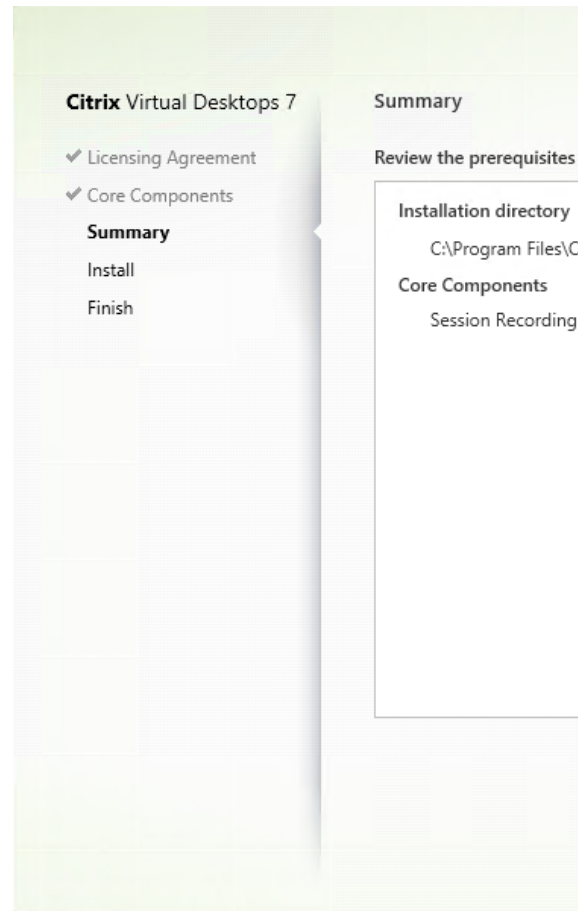 Citrix Virtual Desktops 7
✔ Licensing Agreement
✔ Core Components
Summary
Install
Finish
Summary
Review the prerequisites
Installation directory
C:\Program Files\C
Core Components
Session Recording